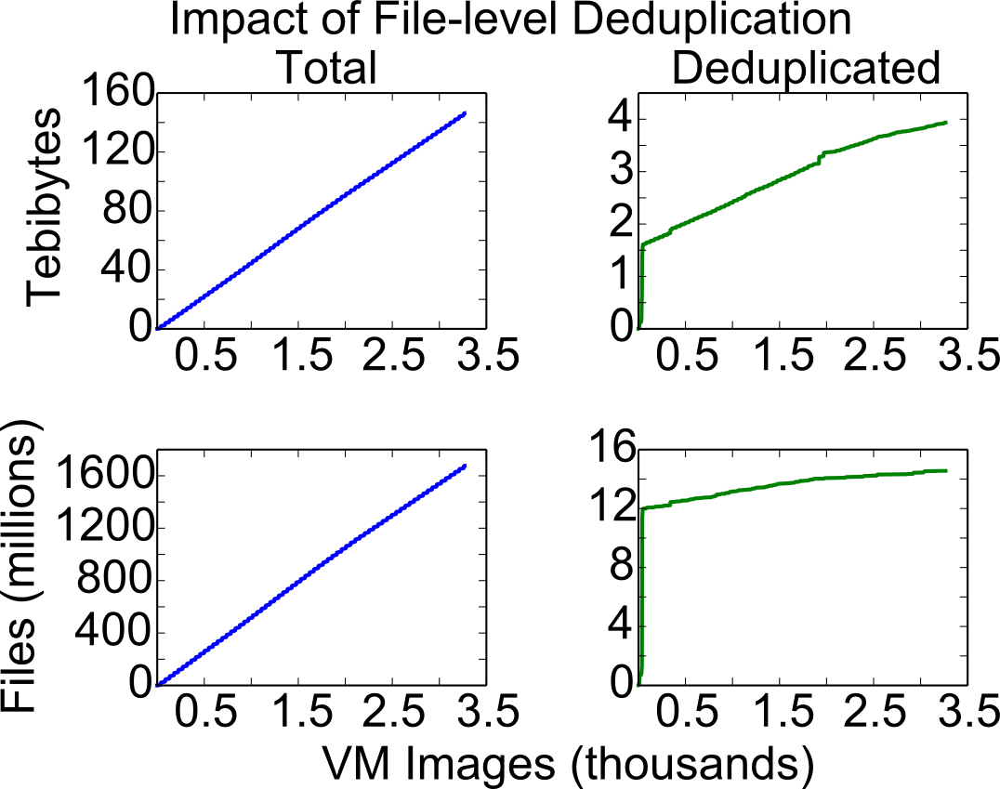 Impact of File-level Deduplication
Total
Deduplicated
Tebibytes
160
120
80
40
0
0.5 1.5 2.5 3.5
4
3
2
1
0
0.5 1.5 2.5 3.5
Files (millions)
1600
1200
800
400
0
0.5 1.5 2.5 3.5
16
12
8
4
0
0.5 1.5 2.5 3.5
VM Images (thousands)